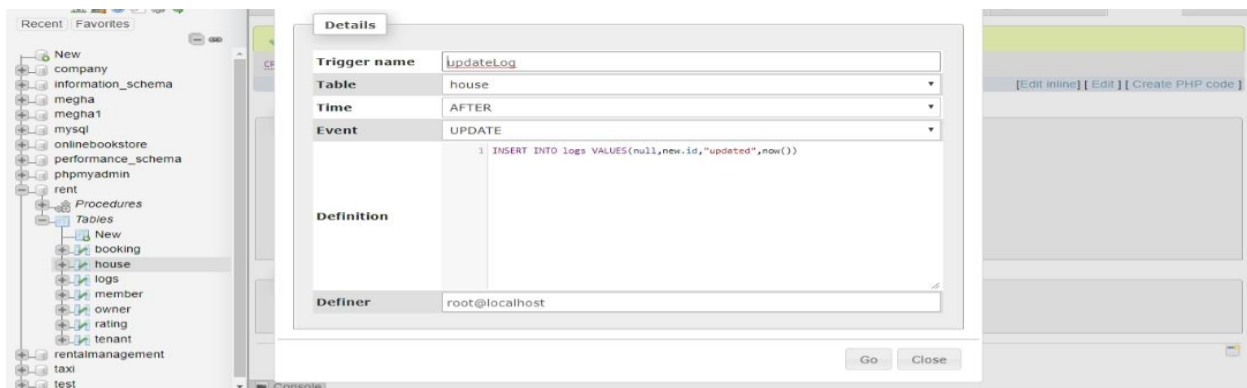 Recent Favorites
New
company
information_schema
megha
megha1
mysql
onlinebookstore
performance_schema
phpmyadmin
rent
Procedures
Tables
New
booking
house
logs
member
owner
rating
tenant
rentalmanagement
taxi
test
Details
Trigger name updateLog
Table house
Time AFTER
Event UPDATE
Definition
1 INSERT INTO logs VALUES(null,new.id,"updated",now())
Definer root@localhost
Go Close
[Edit inline] [ Edit ] [ Create PHP code ]
Console